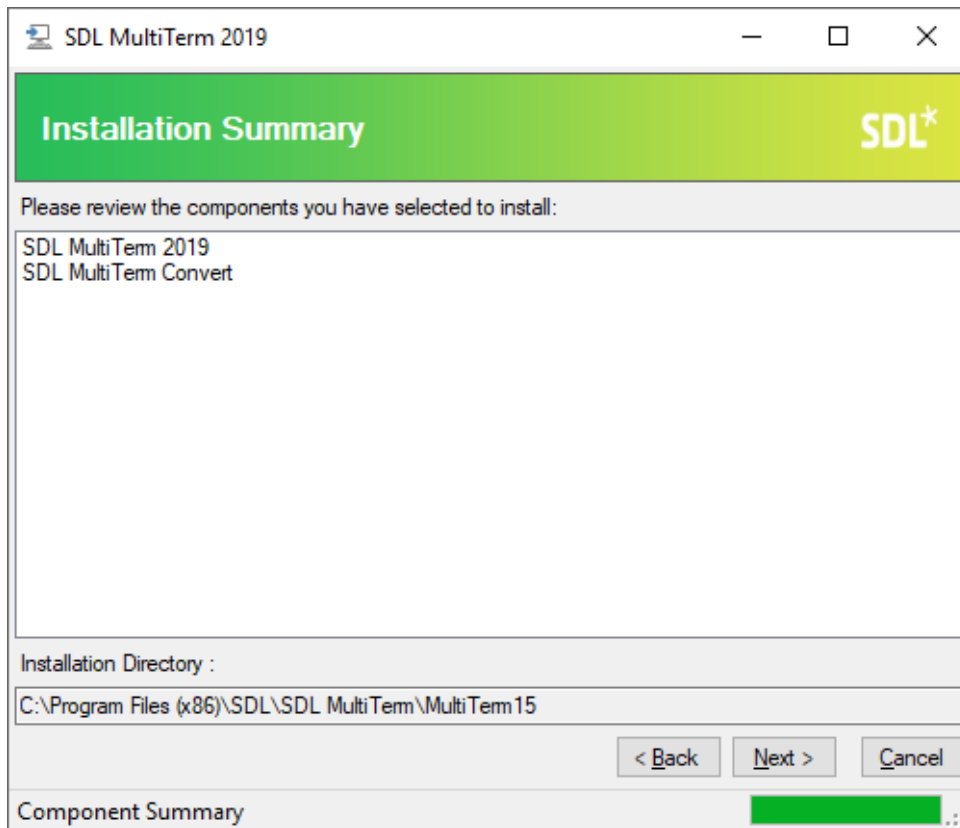 SDL MultiTerm 2019
Installation Summary
SDL*
Please review the components you have selected to install:
SDL MultiTerm 2019
SDL MultiTerm Convert
Installation Directory :
C:\Program Files (x86)\SDL\SDL MultiTerm\MultiTerm15
< Back
Next >
Cancel
Component Summary